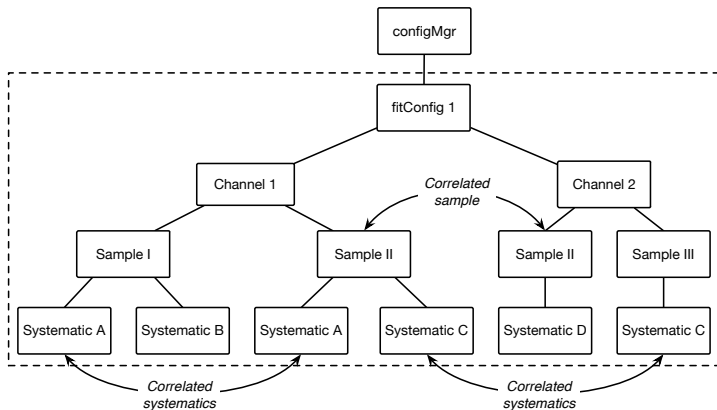 configMgr
fitConfig 1
Channel 1
Correlated
sample
Channel 2
Sample I
Sample II
Sample II
Sample III
Systematic A
Systematic B
Systematic A
Systematic C
Systematic D
Systematic C
Correlated
systematics
Correlated
systematics